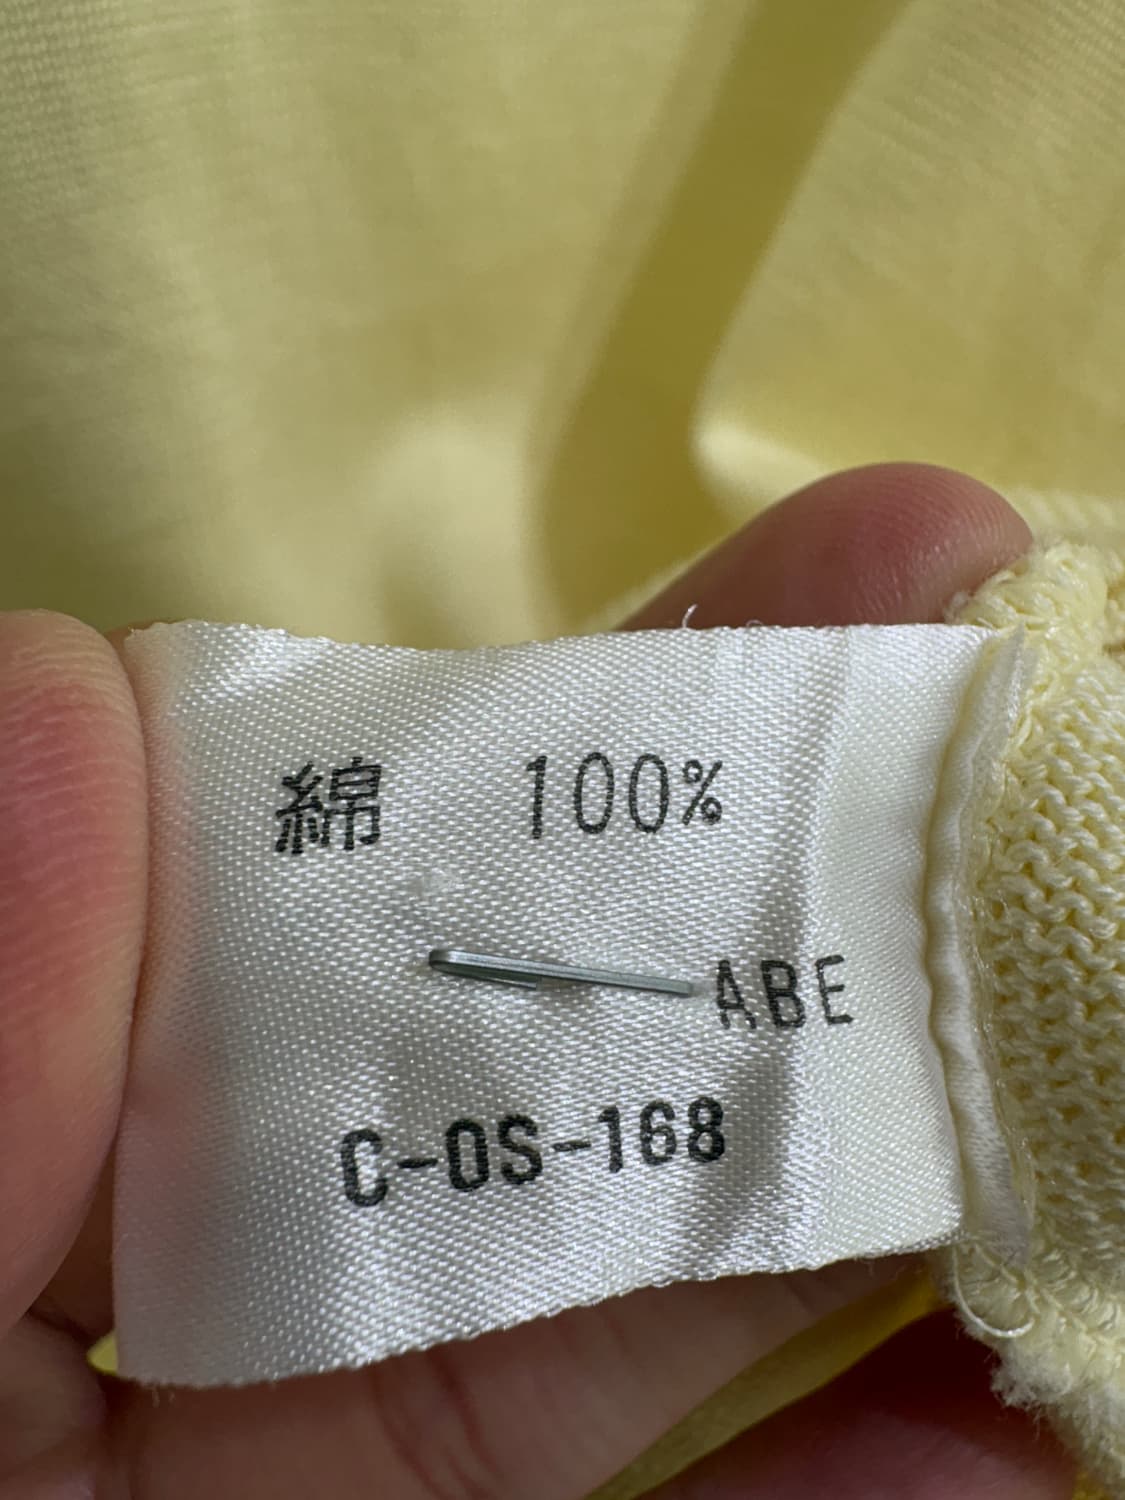 綿 100%
ABE
C-OS-168